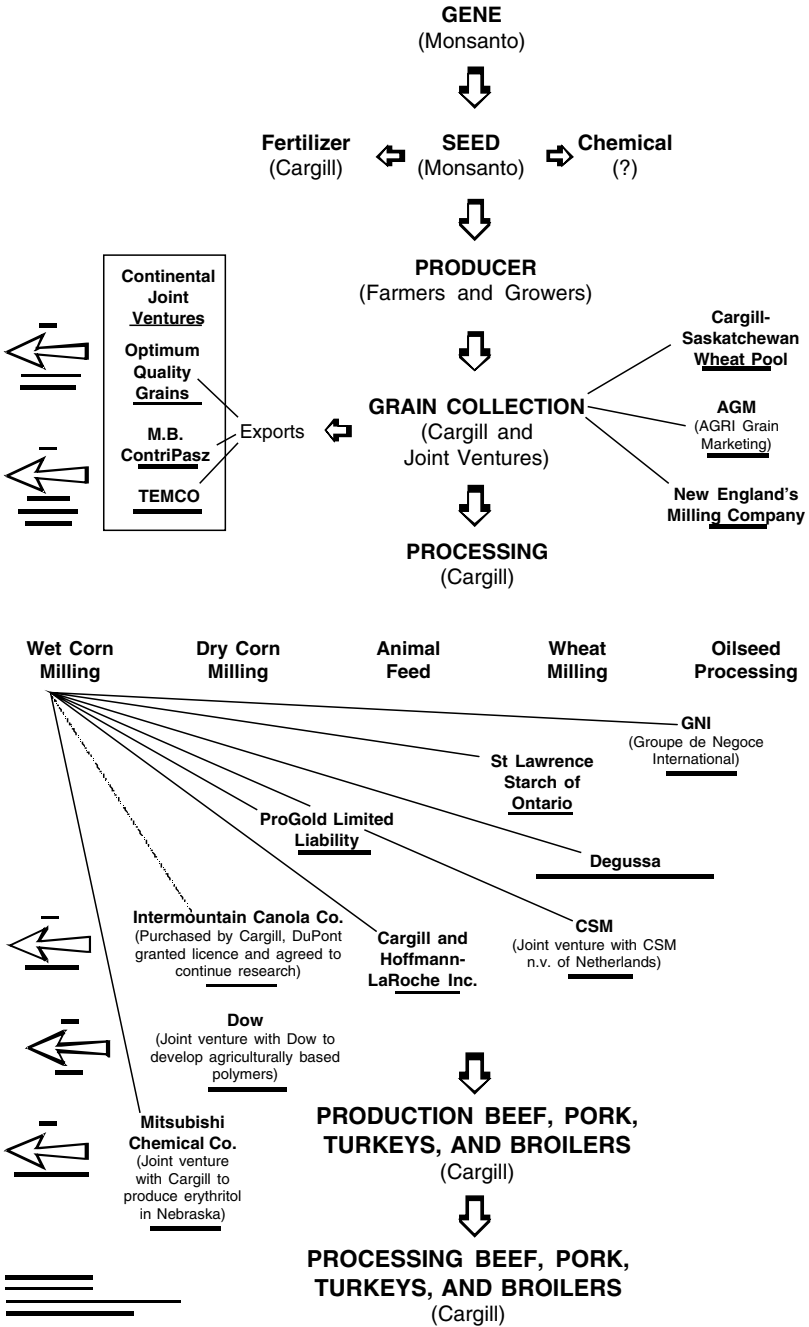 GENE
(Monsanto)
Fertilizer
(Cargill)
SEED
(Monsanto)
Chemical
(?)
PRODUCER
(Farmers and Growers)
Continental
Joint
Ventures
Optimum
Quality
Grains
M.B.
ContriPasz
TEMCO
Exports
GRAIN COLLECTION
(Cargill and
Joint Ventures)
Cargill-
Saskatchewan
Wheat Pool
AGM
(AGRI Grain
Marketing)
New England's
Milling Company
PROCESSING
(Cargill)
Wet Corn
Milling
Dry Corn
Milling
Animal
Feed
Wheat
Milling
Oilseed
Processing
GNI
(Groupe de Negoce
International)
St Lawrence
Starch of
Ontario
ProGold Limited
Liability
Degussa
Intermountain Canola Co.
(Purchased by Cargill, DuPont
granted licence and agreed to
continue research)
Cargill and
Hoffmann-
LaRoche Inc.
CSM
(Joint venture with CSM
n.v. of Netherlands)
Dow
(Joint venture with Dow to
develop agriculturally based
polymers)
Mitsubishi
Chemical Co.
(Joint venture
with Cargill to
produce erythritol
in Nebraska)
PRODUCTION BEEF, PORK,
TURKEYS, AND BROILERS
(Cargill)
PROCESSING BEEF, PORK,
TURKEYS, AND BROILERS
(Cargill)